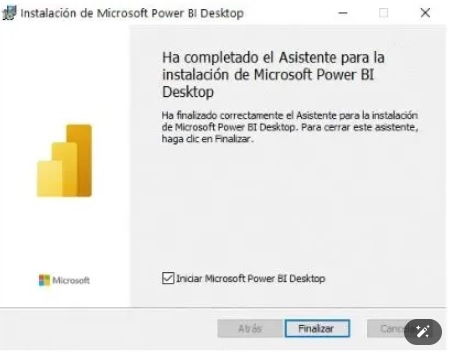 Instalación de Microsoft Power BI Desktop
Ha completado el Asistente para la
instalación de Microsoft Power BI
Desktop
Ha finalizado correctamente el Asistente para la instalación
de Microsoft Power BI Desktop. Para cerrar este asistente,
haga clic en Finalizar.
Microsoft
Iniciar Microsoft Power BI Desktop
Atrás Finalizar